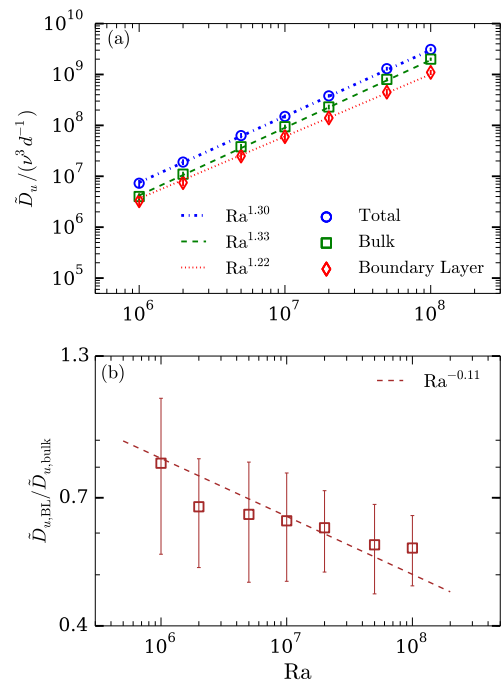 (a)
10^10
10^9
10^8
10^7
10^6
10^5
D̃_u/(ν^3 d^−1)
Ra^1.30 Total
Ra^1.33 Bulk
Ra^1.22 Boundary Layer
10^6 10^7 10^8
(b)
1.3
0.7
0.4
D̃_u,BL/D̃_u,bulk
Ra^−0.11
10^6 10^7 10^8
Ra